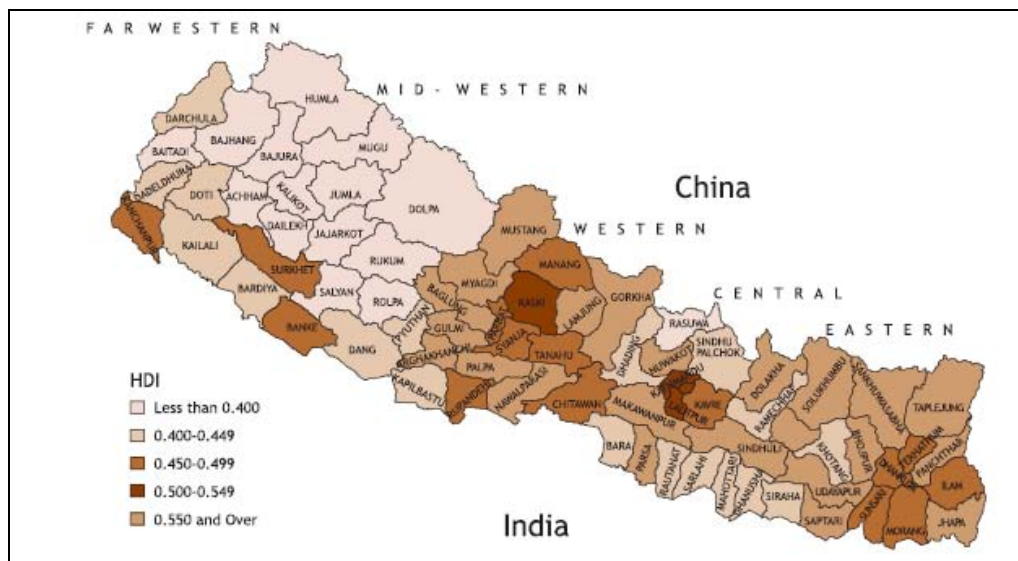 FAR WESTERN
MID-WESTERN
HUMLA
DARCHULA
BAJHANG
MUGU
BAITADI
BAJURA
China
DADELDHURA
DOTI
ACHHAM
KALIKOT
JUMLA
DOLPA
KANCHANPUR
KAILALI
DAILEKH
JAJARKOT
MUSTANG
WESTERN
SURKHET
RUKUM
MANANG
BARDIYA
SALYAN
ROLPA
MYAGDI
BAGLUNG
KASKI
LAMJUNG
GORKHA
CENTRAL
BANKE
DANG
PYUTHAN
GULMI
PARBAT
SYANJA
RASUWA
EASTERN
ARGHAKHANCHI
TANAHU
DHADING
NUWAKOT
SINDHU
PALCHOK
HDI
KAPILBASTU
PALPA
NAWALPARASI
RUPANDEHI
CHITAWAN
KATHMANDU
LALITPUR
KAVRE
DOLAKHA
RAMECHHAP
SOLUKHUMBU
SANKHUWASABHA
TAPLEJUNG
Less than 0.400
MAKAWANPUR
BARA
PARSA
RAUTAHAT
SARLAHI
MAHOTTARI
DHANUSHA
SINDHULI
SIRAHA
KHOTANG
BHOJPUR
DHANKUTA
TERHATHUM
PANCHTHAR
0.400-0.449
0.450-0.499
UDAYAPUR
ILAM
0.500-0.549
SAPTARI
SUNSARI
MORANG
JHAPA
0.550 and Over
India